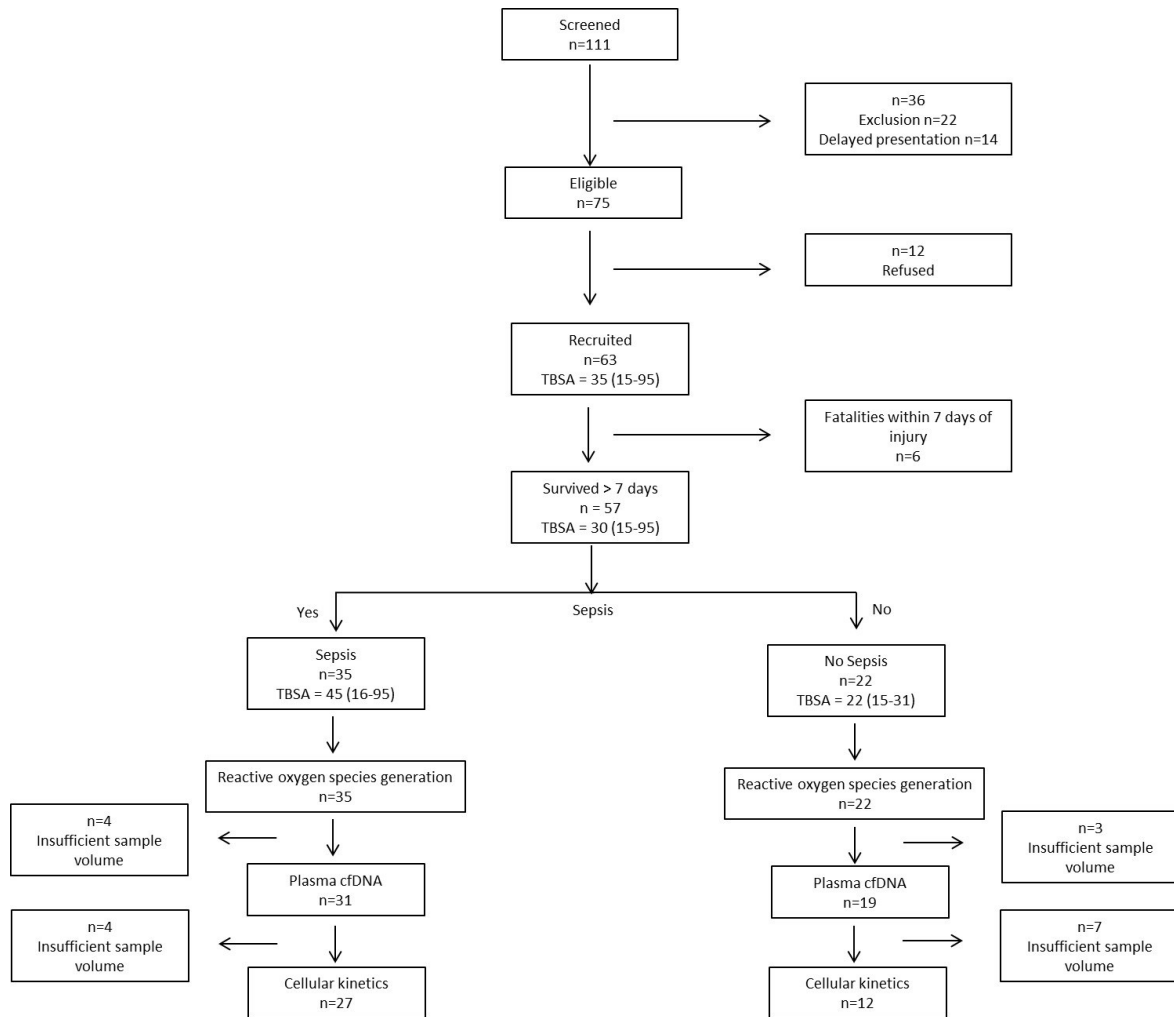 Screened
n=111
n=36
Exclusion n=22
Delayed presentation n=14
Eligible
n=75
n=12
Refused
Recruited
n=63
TBSA = 35 (15-95)
Fatalities within 7 days of
injury
n=6
Survived > 7 days
n = 57
TBSA = 30 (15-95)
Yes
Sepsis
No
Sepsis
n=35
TBSA = 45 (16-95)
No Sepsis
n=22
TBSA = 22 (15-31)
Reactive oxygen species generation
n=35
Reactive oxygen species generation
n=22
n=4
Insufficient sample
volume
n=3
Insufficient sample
volume
Plasma cfDNA
n=31
Plasma cfDNA
n=19
n=4
Insufficient sample
volume
n=7
Insufficient sample
volume
Cellular kinetics
n=27
Cellular kinetics
n=12